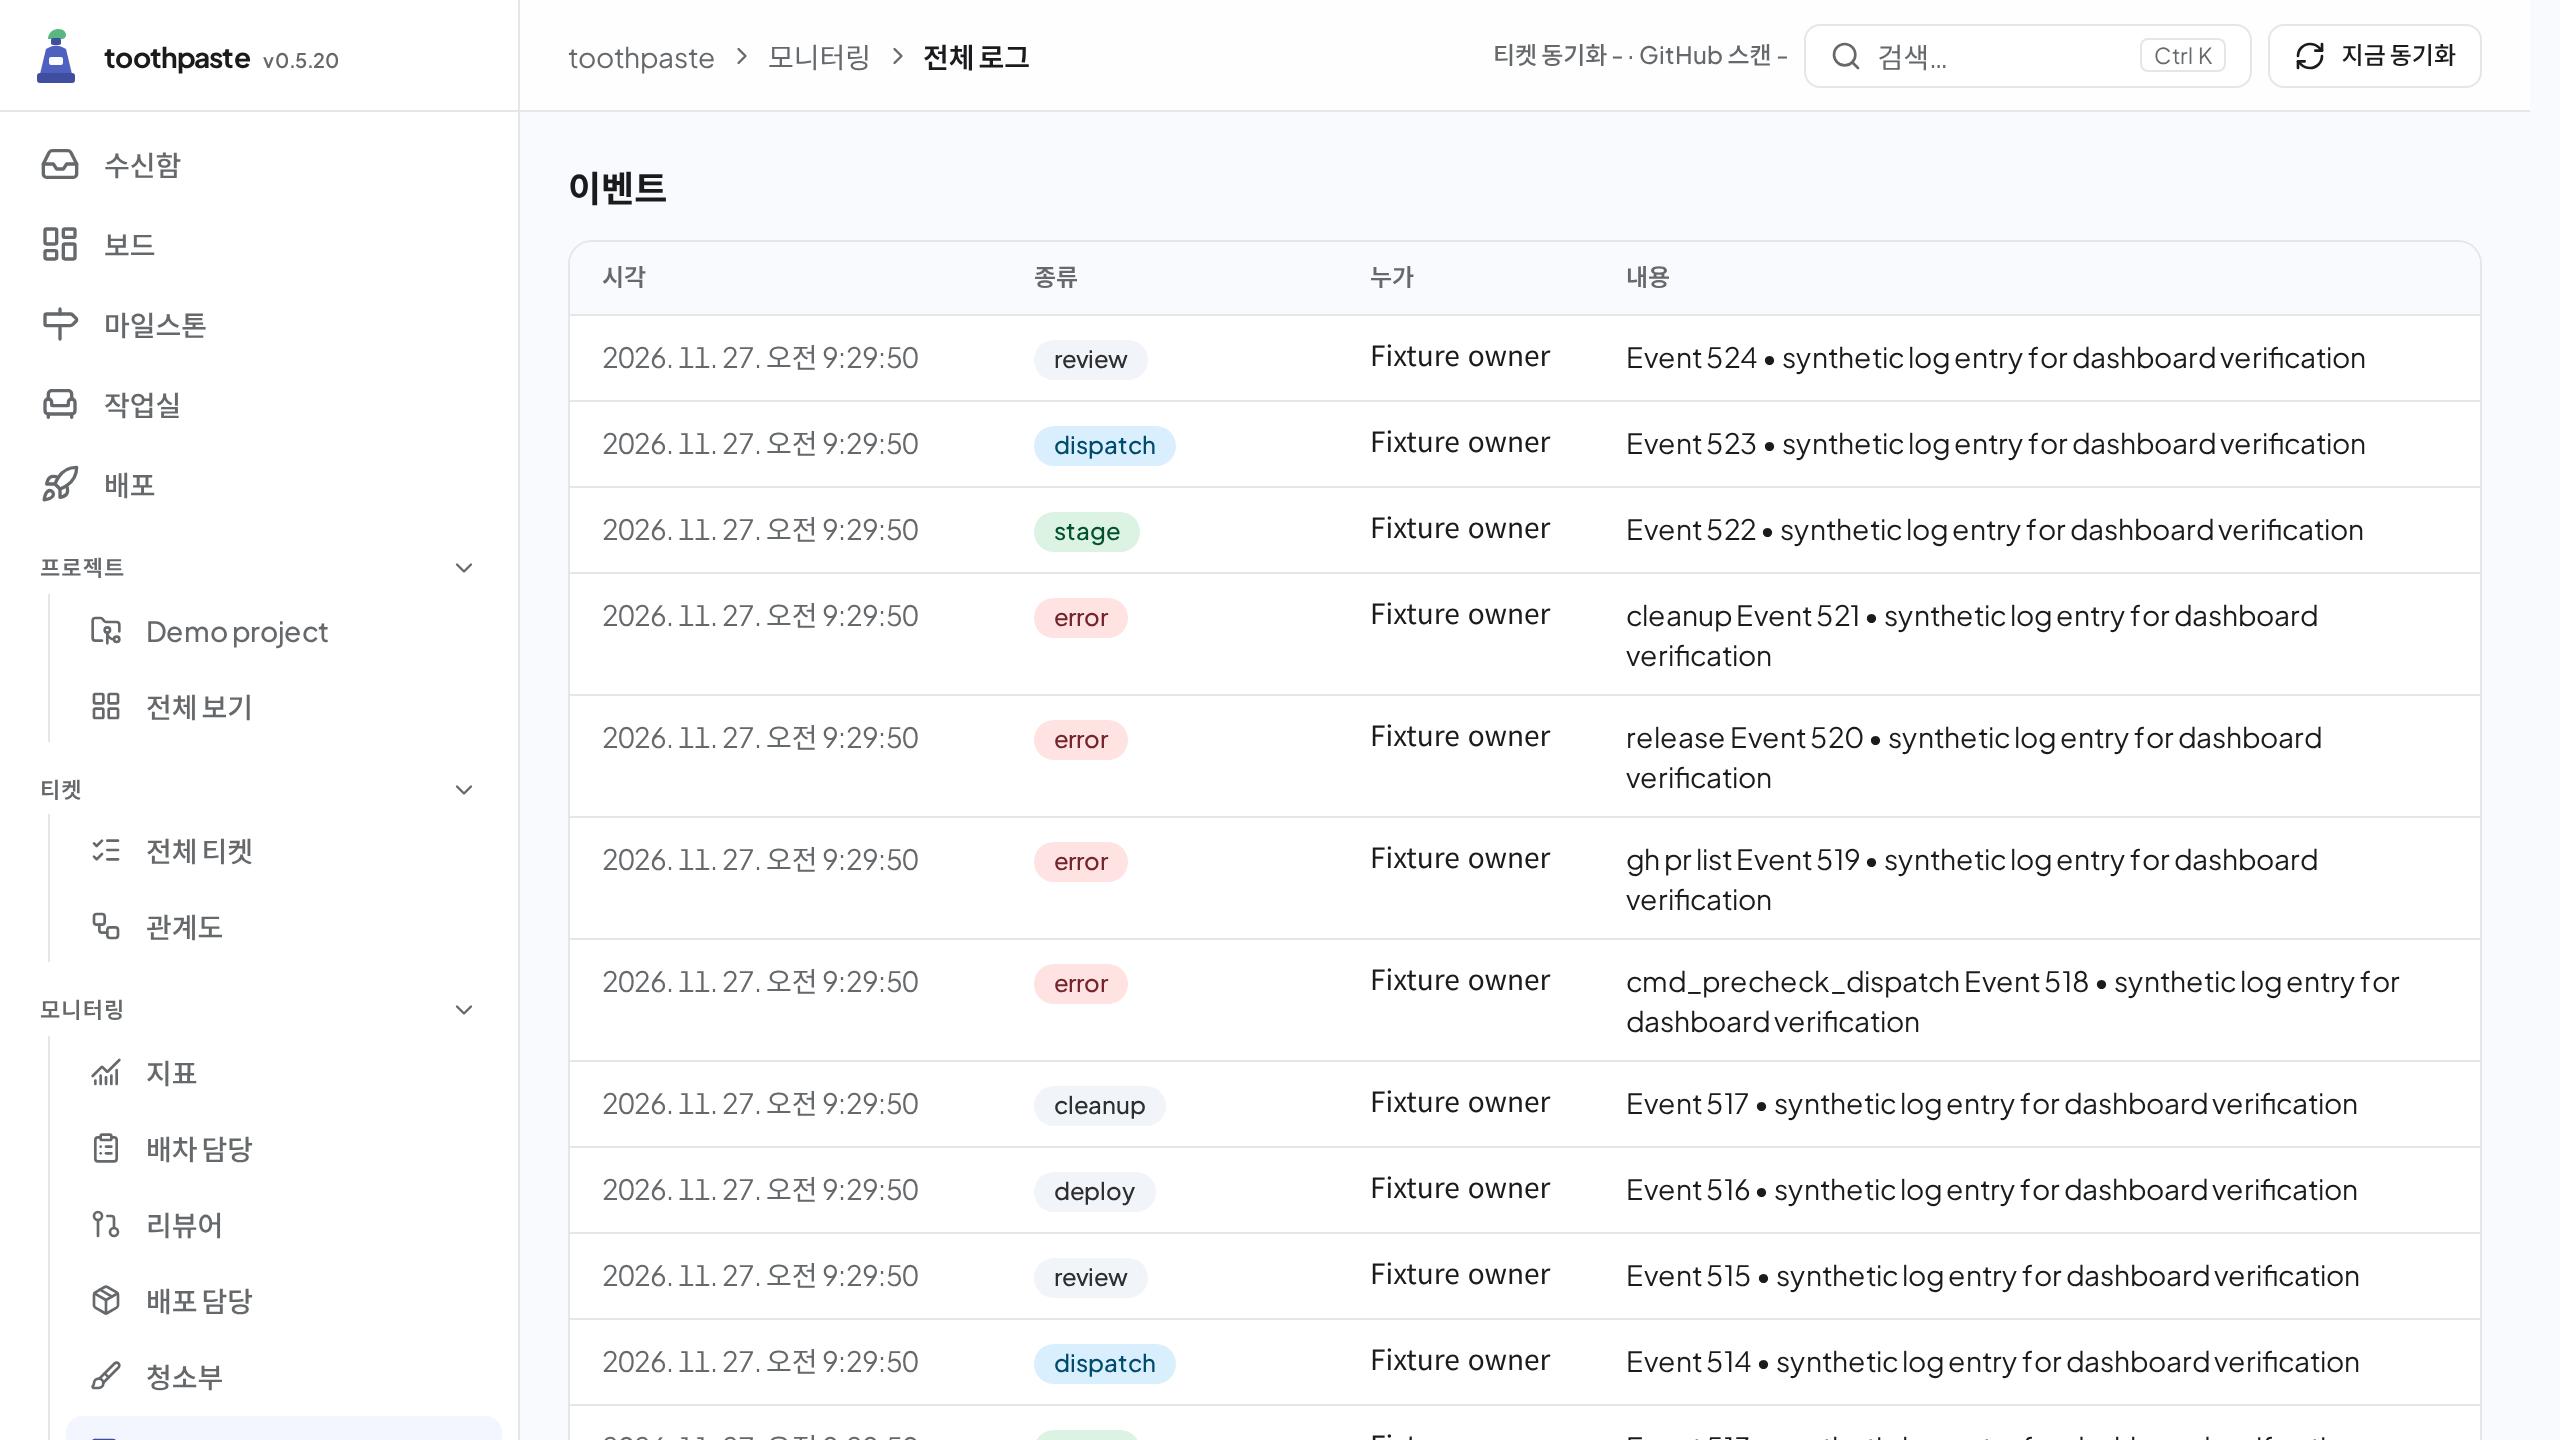 toothpaste v0.5.20
toothpaste > 모니터링 > 전체 로그
티켓 동기화 - · GitHub 스캔 -
검색...
Ctrl K
지금 동기화
수신함
보드
마일스톤
작업실
배포
프로젝트
Demo project
전체 보기
티켓
전체 티켓
관계도
모니터링
지표
배차 담당
리뷰어
배포 담당
청소부
이벤트
시각 종류 누가 내용
2026. 11. 27. 오전 9:29:50 review Fixture owner Event 524 • synthetic log entry for dashboard verification
2026. 11. 27. 오전 9:29:50 dispatch Fixture owner Event 523 • synthetic log entry for dashboard verification
2026. 11. 27. 오전 9:29:50 stage Fixture owner Event 522 • synthetic log entry for dashboard verification
2026. 11. 27. 오전 9:29:50 error Fixture owner cleanup Event 521 • synthetic log entry for dashboard
verification
2026. 11. 27. 오전 9:29:50 error Fixture owner release Event 520 • synthetic log entry for dashboard
verification
2026. 11. 27. 오전 9:29:50 error Fixture owner gh pr list Event 519 • synthetic log entry for dashboard
verification
2026. 11. 27. 오전 9:29:50 error Fixture owner cmd_precheck_dispatch Event 518 • synthetic log entry for
dashboard verification
2026. 11. 27. 오전 9:29:50 cleanup Fixture owner Event 517 • synthetic log entry for dashboard verification
2026. 11. 27. 오전 9:29:50 deploy Fixture owner Event 516 • synthetic log entry for dashboard verification
2026. 11. 27. 오전 9:29:50 review Fixture owner Event 515 • synthetic log entry for dashboard verification
2026. 11. 27. 오전 9:29:50 dispatch Fixture owner Event 514 • synthetic log entry for dashboard verification